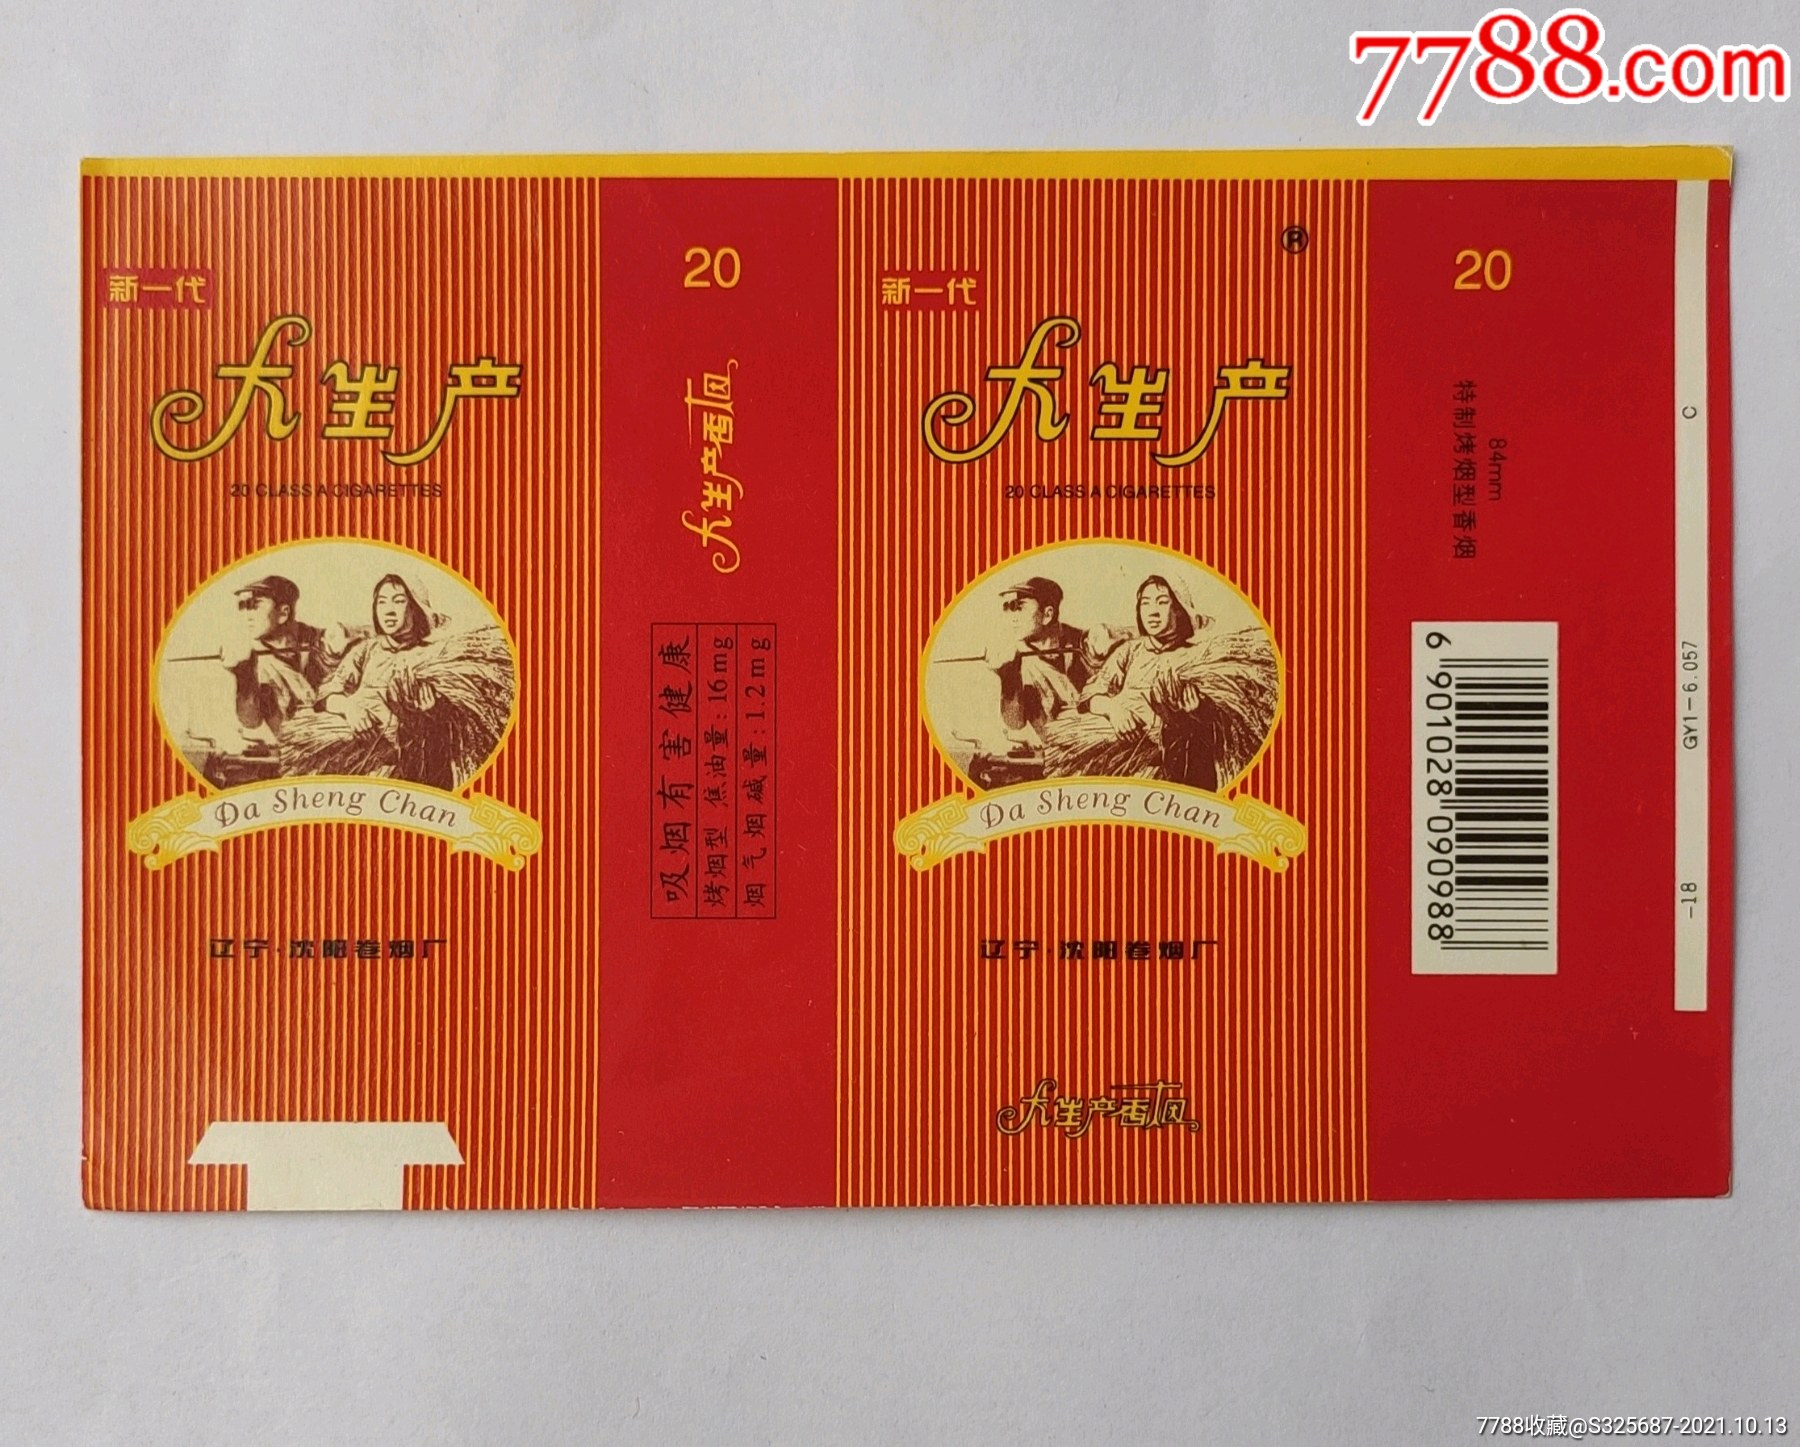 7788.com
新一代
大生产
20 CLASS A CIGARETTES
Da Sheng Chan
辽宁·沈阳卷烟厂
20
大生产香烟
吸烟有害健康
烤烟型 焦油量:16mg
烟气烟碱量:1.2mg
®
新一代
大生产
20 CLASS A CIGARETTES
Da Sheng Chan
辽宁·沈阳卷烟厂
大生产香烟
20
84mm
特制烤烟型香烟
6 901028 090988
C
GY1-6.057
-18
7788收藏@S325687-2021.10.13